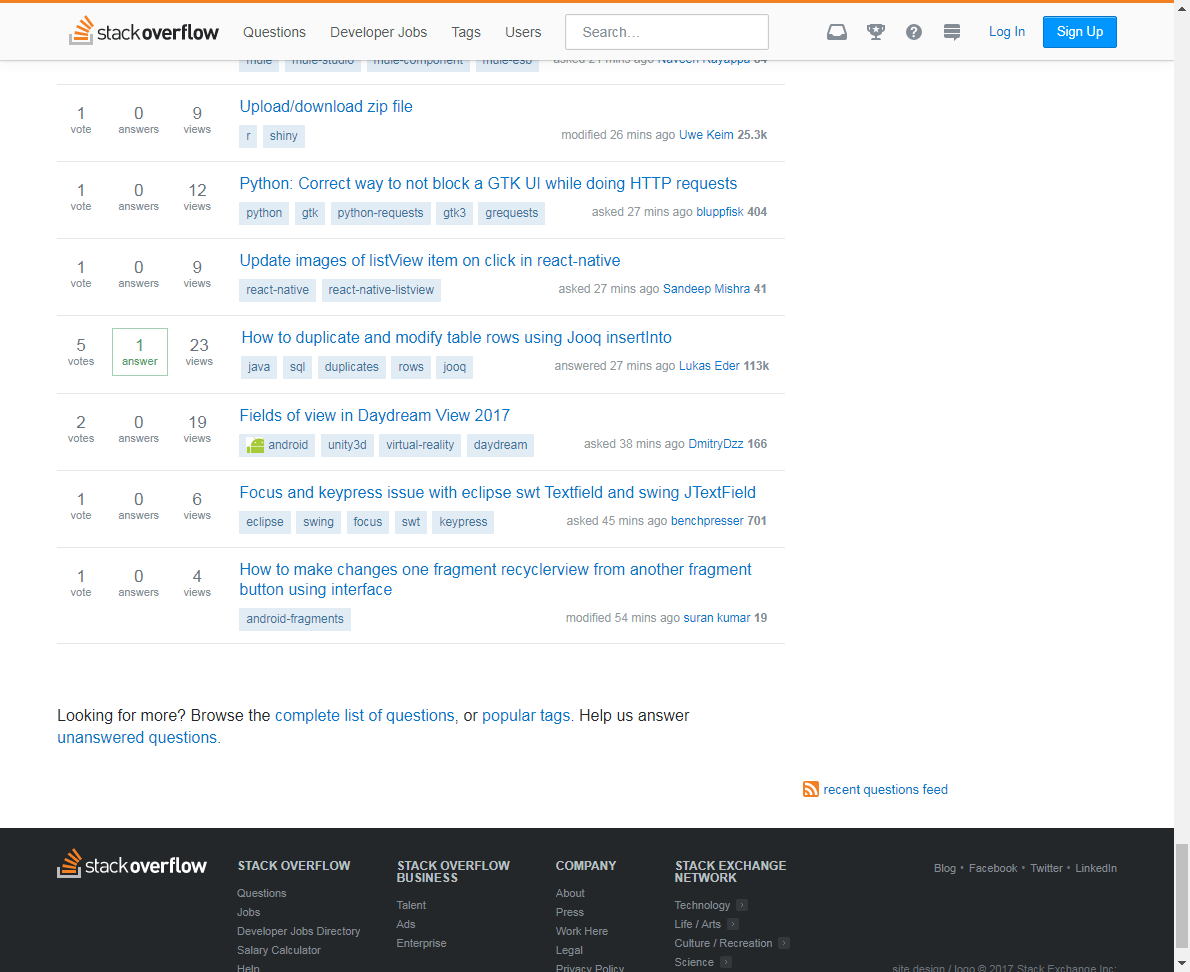 stackoverflow Questions Developer Jobs Tags Users Search... Log In Sign Up
mule mule-studio mule-component mule-esb asked 21 mins ago Naveen Rayappa 84
1 vote 0 answers 9 views
Upload/download zip file
r shiny modified 26 mins ago Uwe Keim 25.3k
1 vote 0 answers 12 views
Python: Correct way to not block a GTK UI while doing HTTP requests
python gtk python-requests gtk3 grequests asked 27 mins ago bluppfisk 404
1 vote 0 answers 9 views
Update images of listView item on click in react-native
react-native react-native-listview asked 27 mins ago Sandeep Mishra 41
5 votes 1 answer 23 views
How to duplicate and modify table rows using Jooq insertInto
java sql duplicates rows jooq answered 27 mins ago Lukas Eder 113k
2 votes 0 answers 19 views
Fields of view in Daydream View 2017
android unity3d virtual-reality daydream asked 38 mins ago DmitryDzz 166
1 vote 0 answers 6 views
Focus and keypress issue with eclipse swt Textfield and swing JTextField
eclipse swing focus swt keypress asked 45 mins ago benchpresser 701
1 vote 0 answers 4 views
How to make changes one fragment recyclerview from another fragment
button using interface
android-fragments modified 54 mins ago suran kumar 19
Looking for more? Browse the complete list of questions, or popular tags. Help us answer
unanswered questions.
recent questions feed
stackoverflow
STACK OVERFLOW
Questions
Jobs
Developer Jobs Directory
Salary Calculator
Help
STACK OVERFLOW
BUSINESS
Talent
Ads
Enterprise
COMPANY
About
Press
Work Here
Legal
Privacy Policy
STACK EXCHANGE
NETWORK
Technology
Life / Arts
Culture / Recreation
Science
Blog • Facebook • Twitter • LinkedIn
site design / logo © 2017 Stack Exchange Inc;